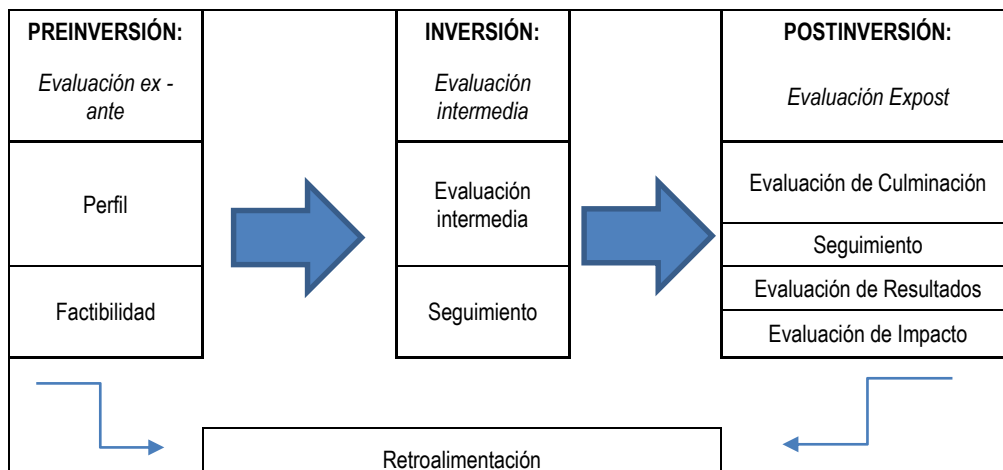 PREINVERSIÓN:
Evaluación ex -
ante
Perfil
Factibilidad
INVERSIÓN:
Evaluación
intermedia
Evaluación
intermedia
Seguimiento
POSTINVERSIÓN:
Evaluación Expost
Evaluación de Culminación
Seguimiento
Evaluación de Resultados
Evaluación de Impacto
Retroalimentación